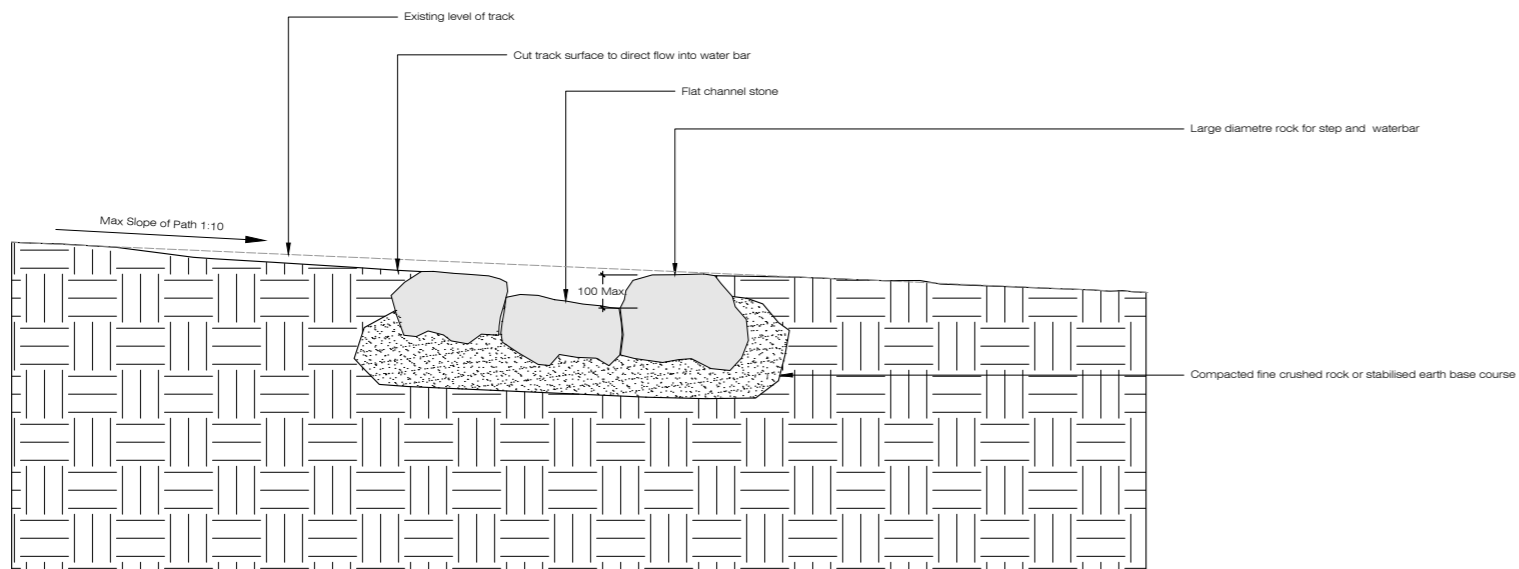 Existing level of track
Cut track surface to direct flow into water bar
Flat channel stone
Large diametre rock for step and waterbar
Max Slope of Path 1:10
100 Max
Compacted fine crushed rock or stabilised earth base course